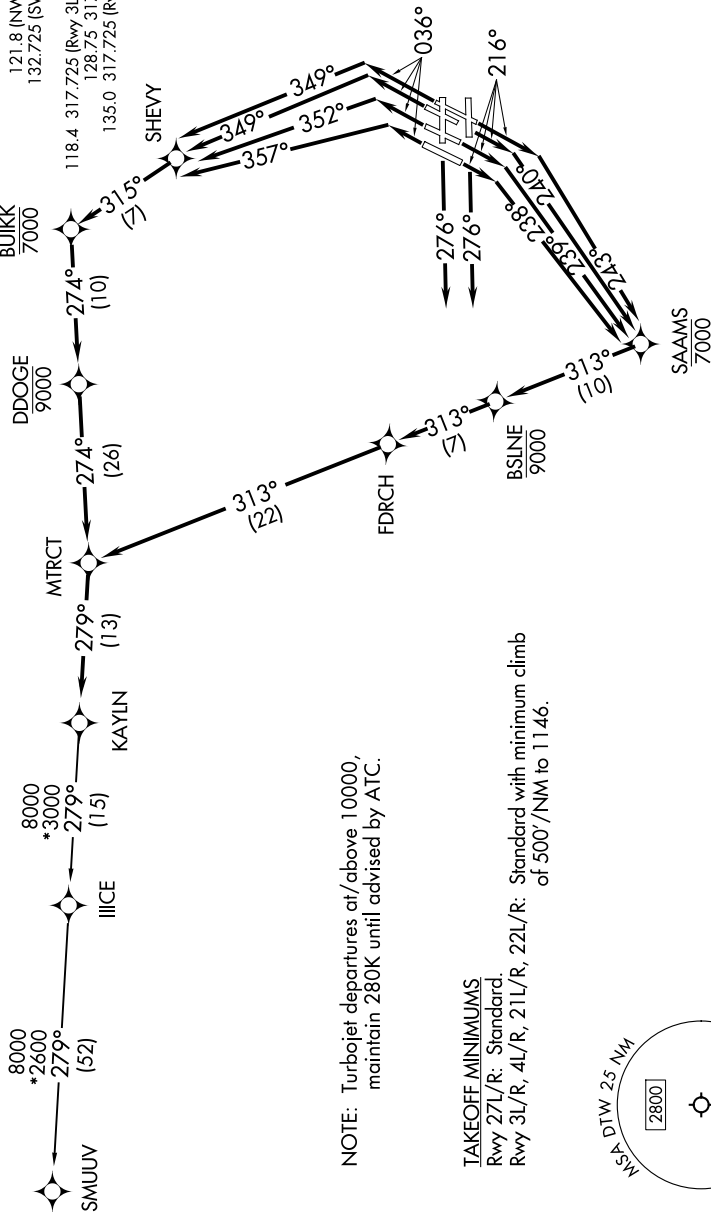 121.8 (NW
132.725 (SW
118.4 317.725 (Rwy 3L
128.75 317
135.0 317.725 (R
SHEVY
BUIKK
7000
DDOGE
9000
MTRCT
KAYLN
IIICE
SMUUV
FDRCH
BSLNE
9000
SAAMS
7000
036°
216°
349°
349°
352°
357°
315°
(7)
274°
(10)
274°
(26)
279°
(13)
8000
*3000
279°
(15)
8000
*2600
279°
(52)
276°
276°
240°
238°
239°
243°
313°
(10)
313°
(7)
313°
(22)
NOTE: Turbojet departures at/above 10000,
maintain 280K until advised by ATC.
TAKEOFF MINIMUMS
Rwy 27L/R: Standard.
Rwy 3L/R, 4L/R, 21L/R, 22L/R: Standard with minimum climb
of 500'/NM to 1146.
MSA DTW 25 NM
2800